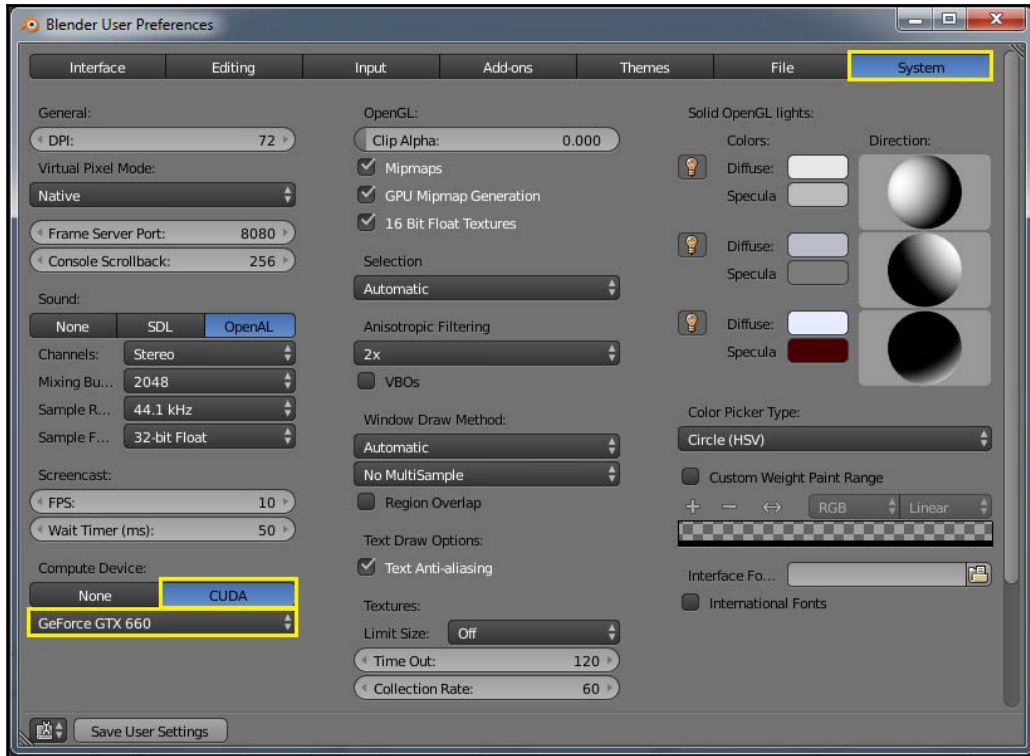 Blender User Preferences
Interface Editing Input Add-ons Themes File System
General:
DPI: 72
Virtual Pixel Mode:
Native
Frame Server Port: 8080
Console Scrollback: 256
Sound:
None SDL OpenAL
Channels: Stereo
Mixing Bu... 2048
Sample R... 44.1 kHz
Sample F... 32-bit Float
Screencast:
FPS: 10
Wait Timer (ms): 50
Compute Device:
None CUDA
GeForce GTX 660
OpenGL:
Clip Alpha: 0.000
Mipmaps
GPU Mipmap Generation
16 Bit Float Textures
Selection
Automatic
Anisotropic Filtering
2x
VBOs
Window Draw Method:
Automatic
No MultiSample
Region Overlap
Text Draw Options:
Text Anti-aliasing
Textures:
Limit Size: Off
Time Out: 120
Collection Rate: 60
Solid OpenGL lights:
Colors: Direction:
Diffuse:
Specula
Diffuse:
Specula
Diffuse:
Specula
Color Picker Type:
Circle (HSV)
Custom Weight Paint Range
RGB Linear
Interface Fo...
International Fonts
Save User Settings